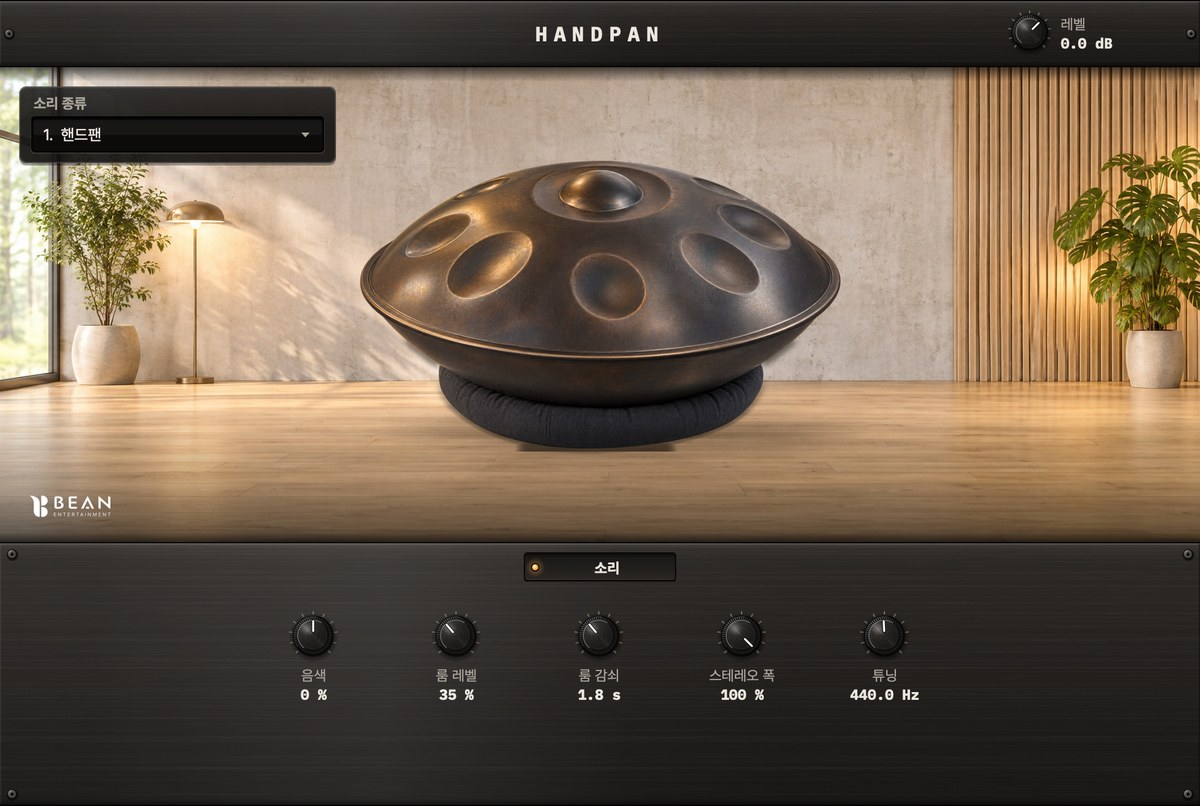 HANDPAN
레벨
0.0 dB
소리 종류
1. 핸드팬
BEAN
ENTERTAINMENT
소리
음색
0 %
룸 레벨
35 %
룸 감쇠
1.8 s
스테레오 폭
100 %
튜닝
440.0 Hz